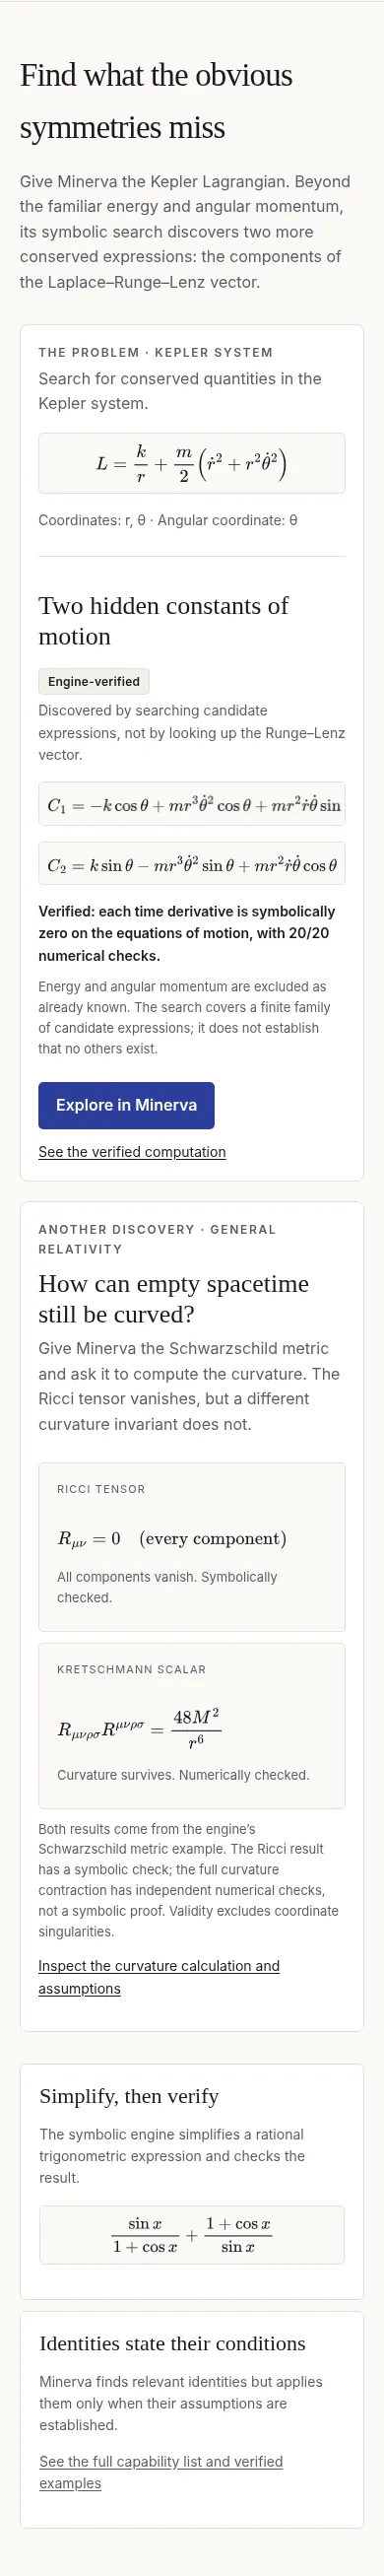 Find what the obvious
symmetries miss
Give Minerva the Kepler Lagrangian. Beyond
the familiar energy and angular momentum,
its symbolic search discovers two more
conserved expressions: the components of
the Laplace–Runge–Lenz vector.
THE PROBLEM · KEPLER SYSTEM
Search for conserved quantities in the
Kepler system.
L = k/r + m/2 (ṙ² + r²θ̇²)
Coordinates: r, θ · Angular coordinate: θ
Two hidden constants of
motion
Engine-verified
Discovered by searching candidate
expressions, not by looking up the Runge–Lenz
vector.
C₁ = −k cos θ + mr³θ̇² cos θ + mr²ṙθ̇ sin
C₂ = k sin θ − mr³θ̇² sin θ + mr²ṙθ̇ cos θ
Verified: each time derivative is symbolically
zero on the equations of motion, with 20/20
numerical checks.
Energy and angular momentum are excluded as
already known. The search covers a finite family
of candidate expressions; it does not establish
that no others exist.
Explore in Minerva
See the verified computation
ANOTHER DISCOVERY · GENERAL
RELATIVITY
How can empty spacetime
still be curved?
Give Minerva the Schwarzschild metric
and ask it to compute the curvature. The
Ricci tensor vanishes, but a different
curvature invariant does not.
RICCI TENSOR
R_μν = 0 (every component)
All components vanish. Symbolically
checked.
KRETSCHMANN SCALAR
R_μνρσ R^μνρσ = 48M²/r⁶
Curvature survives. Numerically checked.
Both results come from the engine’s
Schwarzschild metric example. The Ricci result
has a symbolic check; the full curvature
contraction has independent numerical checks,
not a symbolic proof. Validity excludes coordinate
singularities.
Inspect the curvature calculation and
assumptions
Simplify, then verify
The symbolic engine simplifies a rational
trigonometric expression and checks the
result.
sin x/(1 + cos x) + (1 + cos x)/sin x
Identities state their conditions
Minerva finds relevant identities but applies
them only when their assumptions are
established.
See the full capability list and verified
examples